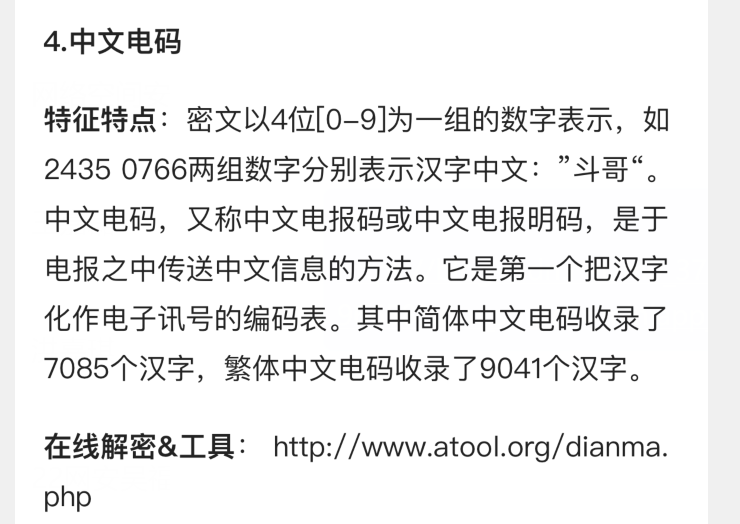 4.中文电码
特征特点：密文以4位[0-9]为一组的数字表示，如
2435 0766两组数字分别表示汉字中文：”斗哥“。
中文电码，又称中文电报码或中文电报明码，是于
电报之中传送中文信息的方法。它是第一个把汉字
化作电子讯号的编码表。其中简体中文电码收录了
7085个汉字，繁体中文电码收录了9041个汉字。
在线解密&工具： http://www.atool.org/dianma.
php